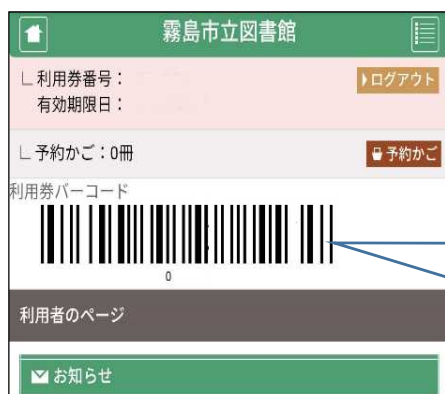 霧島市立図書館
∟利用券番号：
有効期限日：
ログアウト
∟予約かご：0冊
予約かご
利用券バーコード
0
利用者のページ
お知らせ